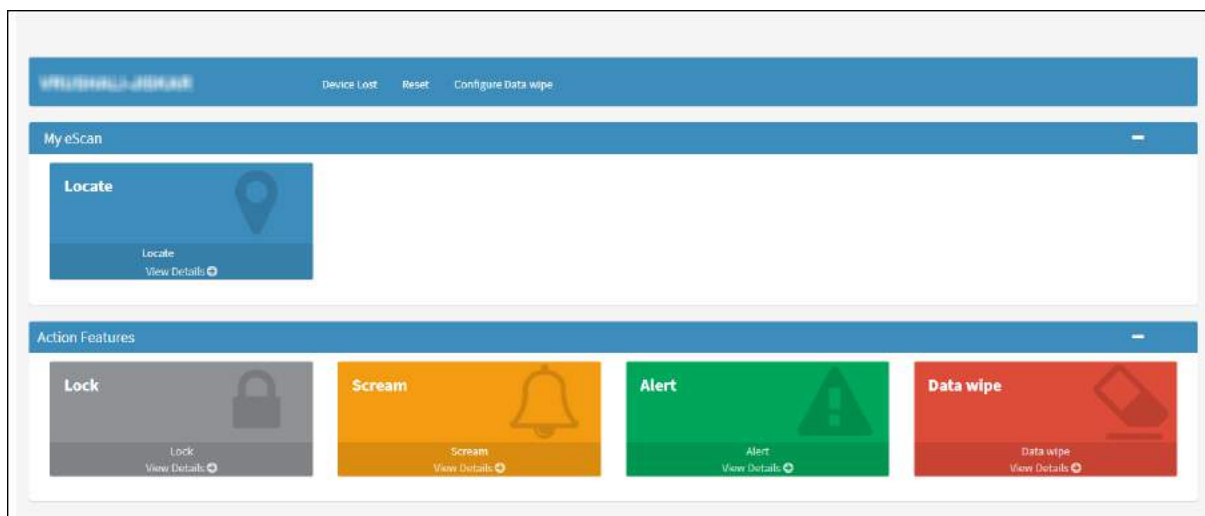 Device Lost Reset Configure Data wipe
My eScan
Locate
Locate
View Details
Action Features
Lock Scream Alert Data wipe
Lock Scream Alert Data wipe
View Details View Details View Details View Details